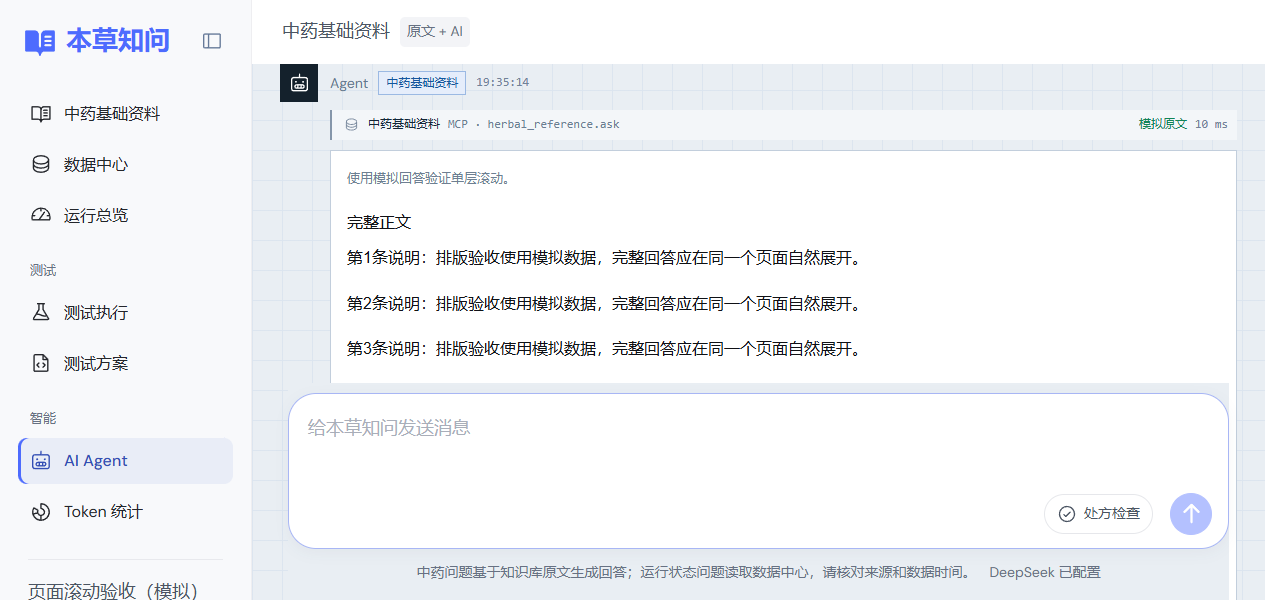 本草知问
中药基础资料
数据中心
运行总览
测试
测试执行
测试方案
智能
AI Agent
Token 统计
页面滚动验收（模拟）
中药基础资料 原文 + AI
Agent 中药基础资料 19:35:14
中药基础资料 MCP · herbal_reference.ask 模拟原文 10 ms
使用模拟回答验证单层滚动。
完整正文
第1条说明：排版验收使用模拟数据，完整回答应在同一个页面自然展开。
第2条说明：排版验收使用模拟数据，完整回答应在同一个页面自然展开。
第3条说明：排版验收使用模拟数据，完整回答应在同一个页面自然展开。
给本草知问发送消息
处方检查
中药问题基于知识库原文生成回答；运行状态问题读取数据中心，请核对来源和数据时间。 DeepSeek 已配置